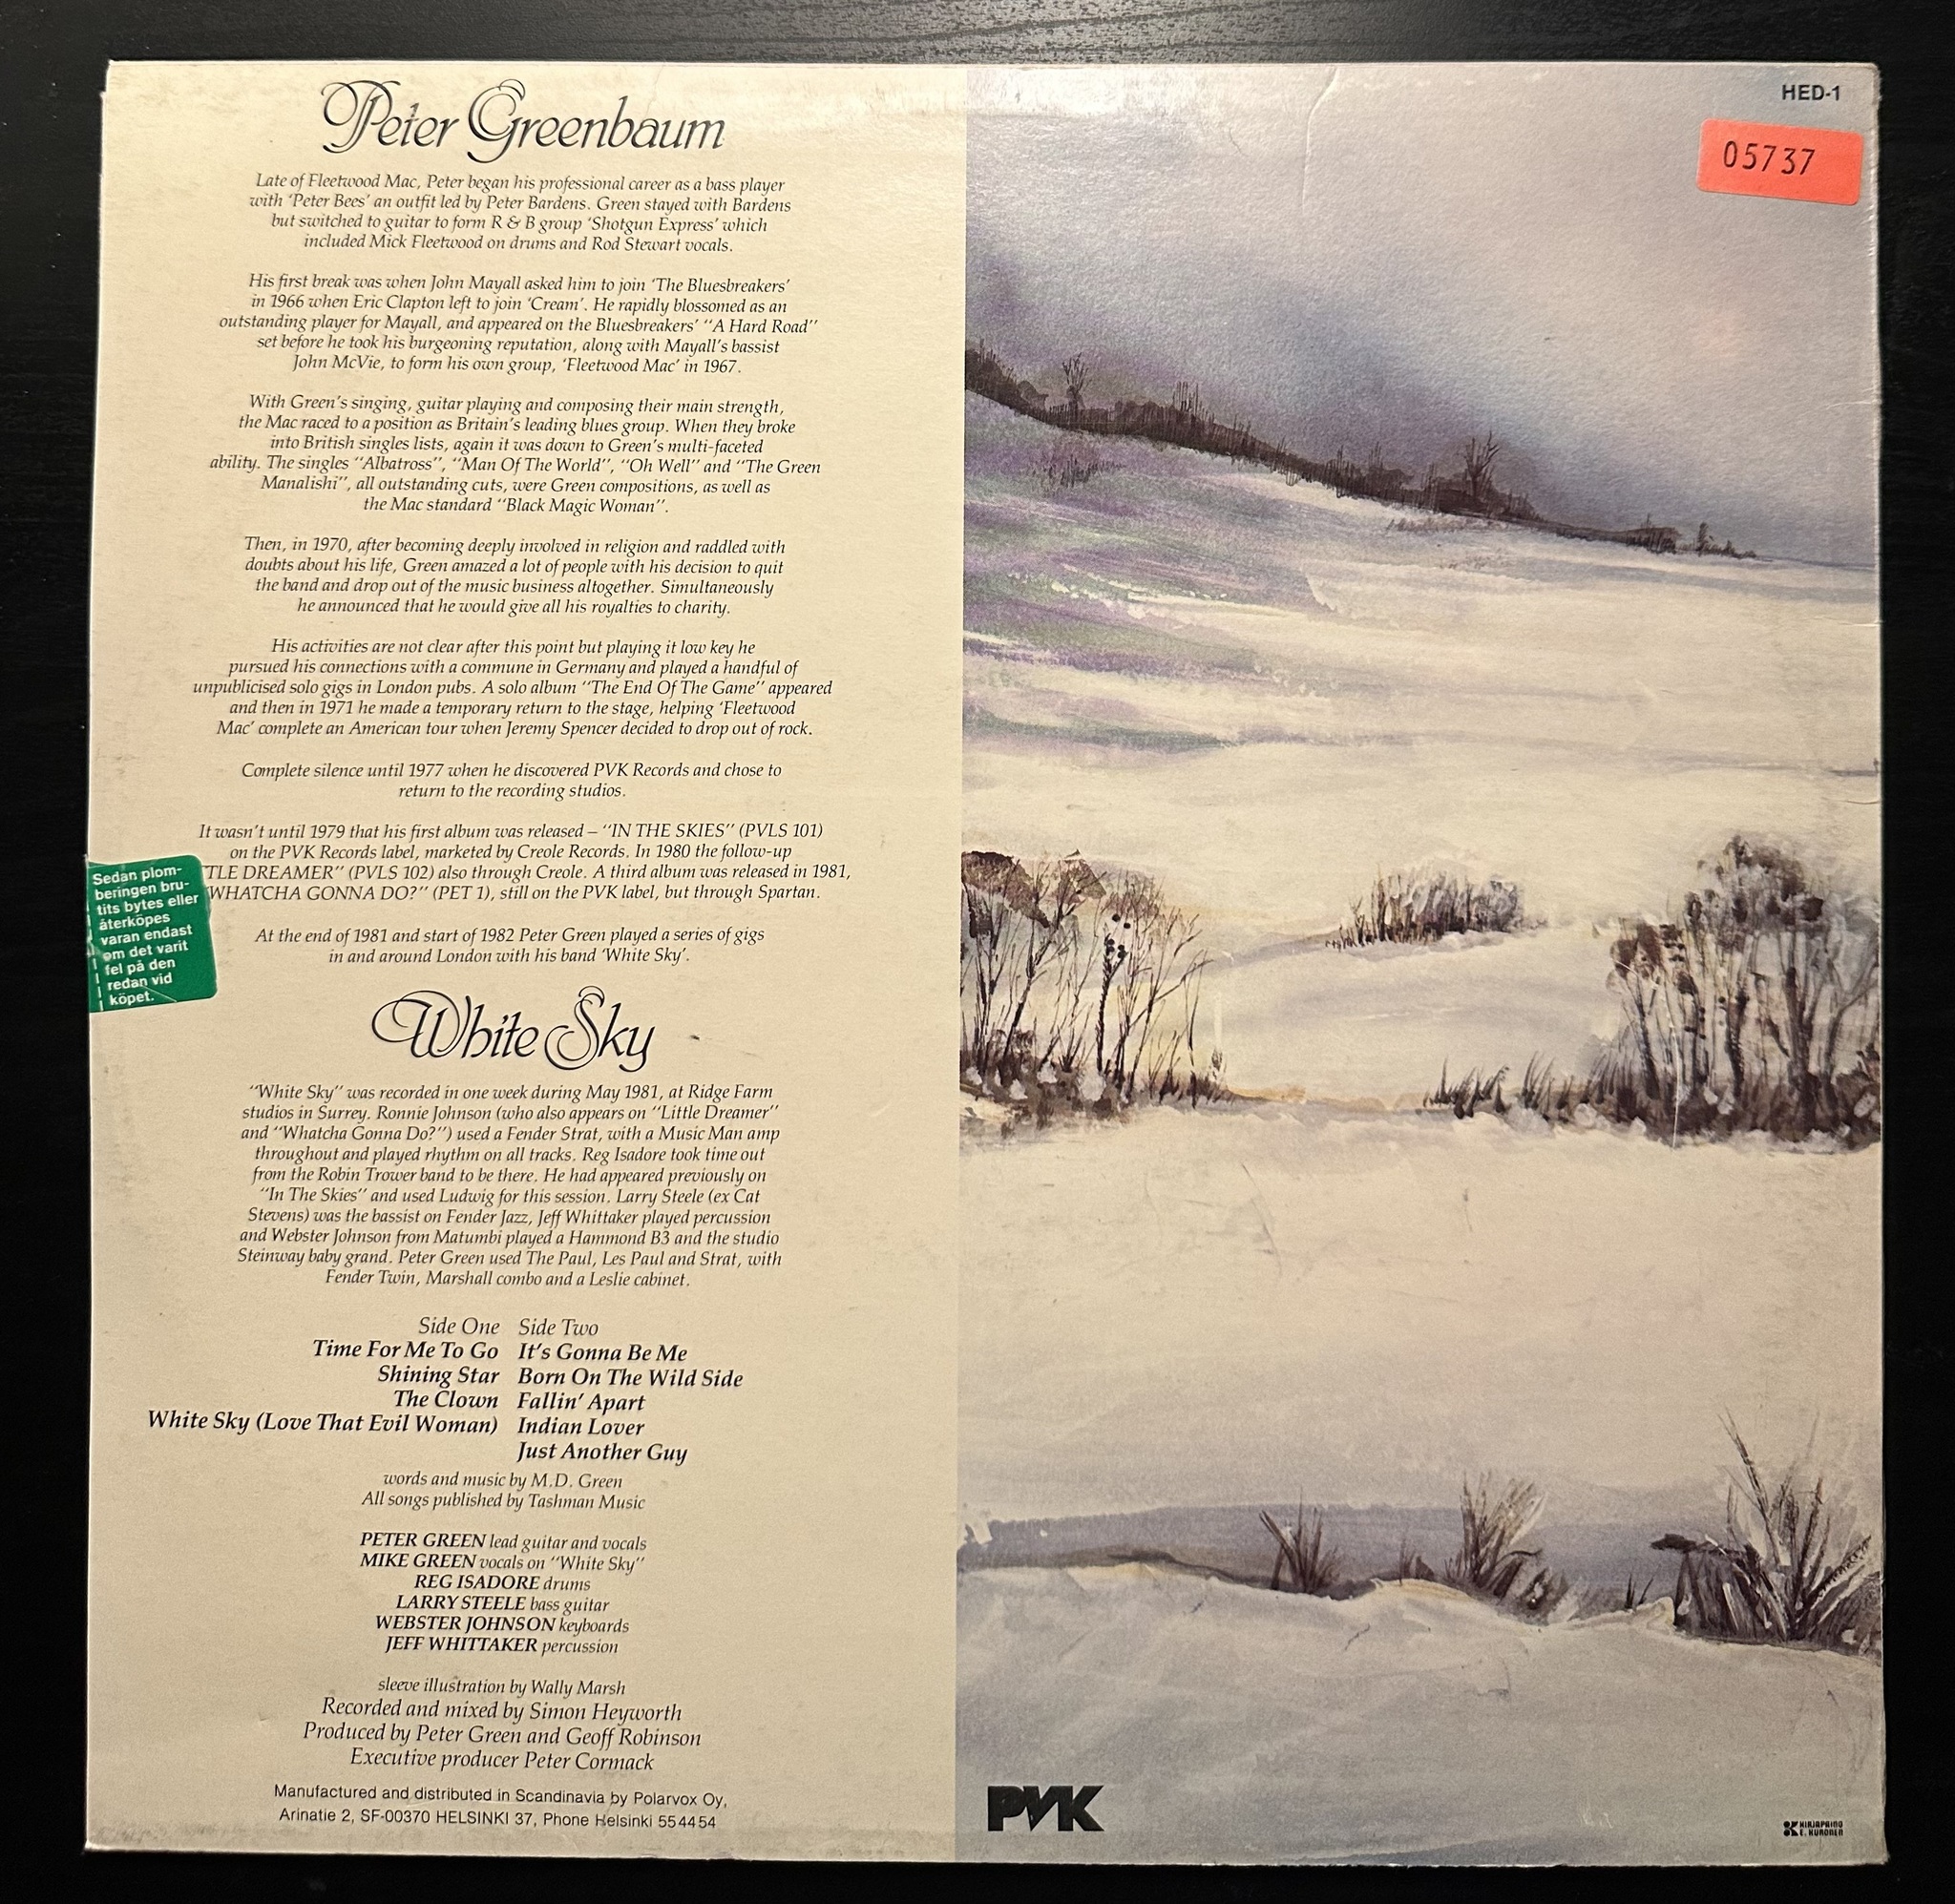 Peter Greenbaum
Late of Fleetwood Mac, Peter began his professional career as a bass player
with ‘Peter Bees’ an outfit led by Peter Bardens. Green stayed with Bardens
but switched to guitar to form R & B group ‘Shotgun Express’ which
included Mick Fleetwood on drums and Rod Stewart vocals.
His first break was when John Mayall asked him to join ‘The Bluesbreakers’
in 1966 when Eric Clapton left to join ‘Cream’. He rapidly blossomed as an
outstanding player for Mayall, and appeared on the Bluesbreakers’ “A Hard Road”
set before he took his burgeoning reputation, along with Mayall’s bassist
John McVie, to form his own group, ‘Fleetwood Mac’ in 1967.
With Green’s singing, guitar playing and composing their main strength,
the Mac raced to a position as Britain’s leading blues group. When they broke
into British singles lists, again it was down to Green’s multi-faceted
ability. The singles “Albatross”, “Man Of The World”, “Oh Well” and “The Green
Manalishi”, all outstanding cuts, were Green compositions, as well as
the Mac standard “Black Magic Woman”.
Then, in 1970, after becoming deeply involved in religion and raddled with
doubts about his life, Green amazed a lot of people with his decision to quit
the band and drop out of the music business altogether. Simultaneously
he announced that he would give all his royalties to charity.
His activities are not clear after this point but playing it low key he
pursued his connections with a commune in Germany and played a handful of
unpublicised solo gigs in London pubs. A solo album “The End Of The Game” appeared
and then in 1971 he made a temporary return to the stage, helping ‘Fleetwood
Mac’ complete an American tour when Jeremy Spencer decided to drop out of rock.
Complete silence until 1977 when he discovered PVK Records and chose to
return to the recording studios.
It wasn’t until 1979 that his first album was released – “IN THE SKIES” (PVLS 101)
on the PVK Records label, marketed by Creole Records. In 1980 the follow-up
TLE DREAMER” (PVLS 102) also through Creole. A third album was released in 1981,
WHATCHA GONNA DO?” (PET 1), still on the PVK label, but through Spartan.
At the end of 1981 and start of 1982 Peter Green played a series of gigs
in and around London with his band ‘White Sky’.
Sedan plom-
beringen bru-
tits bytes eller
återköpes
varan endast
om det varit
fel på den
redan vid
köpet.
White Sky
“White Sky” was recorded in one week during May 1981, at Ridge Farm
studios in Surrey. Ronnie Johnson (who also appears on “Little Dreamer”
and “Whatcha Gonna Do?”) used a Fender Strat, with a Music Man amp
throughout and played rhythm on all tracks. Reg Isadore took time out
from the Robin Trower band to be there. He had appeared previously on
“In The Skies” and used Ludwig for this session. Larry Steele (ex Cat
Stevens) was the bassist on Fender Jazz, Jeff Whittaker played percussion
and Webster Johnson from Matumbi played a Hammond B3 and the studio
Steinway baby grand. Peter Green used The Paul, Les Paul and Strat, with
Fender Twin, Marshall combo and a Leslie cabinet.
Side One
Time For Me To Go
Shining Star
The Clown
White Sky (Love That Evil Woman)
Side Two
It’s Gonna Be Me
Born On The Wild Side
Fallin’ Apart
Indian Lover
Just Another Guy
words and music by M.D. Green
All songs published by Tashman Music
PETER GREEN lead guitar and vocals
MIKE GREEN vocals on “White Sky”
REG ISADORE drums
LARRY STEELE bass guitar
WEBSTER JOHNSON keyboards
JEFF WHITTAKER percussion
sleeve illustration by Wally Marsh
Recorded and mixed by Simon Heyworth
Produced by Peter Green and Geoff Robinson
Executive producer Peter Cormack
Manufactured and distributed in Scandinavia by Polarvox Oy,
Arinatie 2, SF-00370 HELSINKI 37, Phone Helsinki 554454
HED-1
05737
PVK
KIRJAPAINO
E. KURONEN